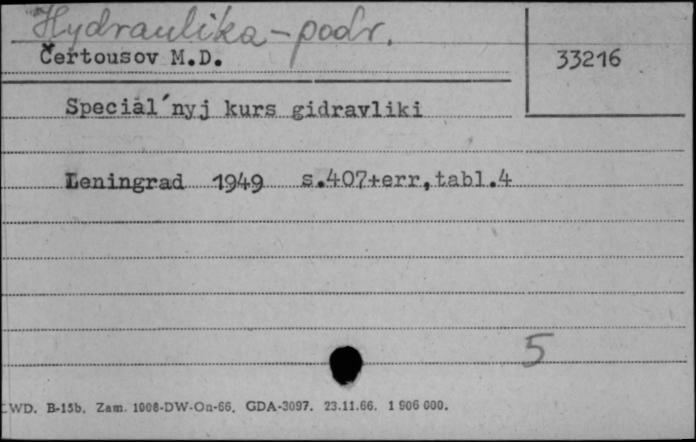 Hydraulika - podr.
Čertousov M.D.
33216
Special´nyj kurs gidravliki
Leningrad 1949 s.407+err,tabl.4
5
LWD. B-15b. Zam. 1908-DW-On-66. GDA-3097. 23.11.66. 1 906 000.